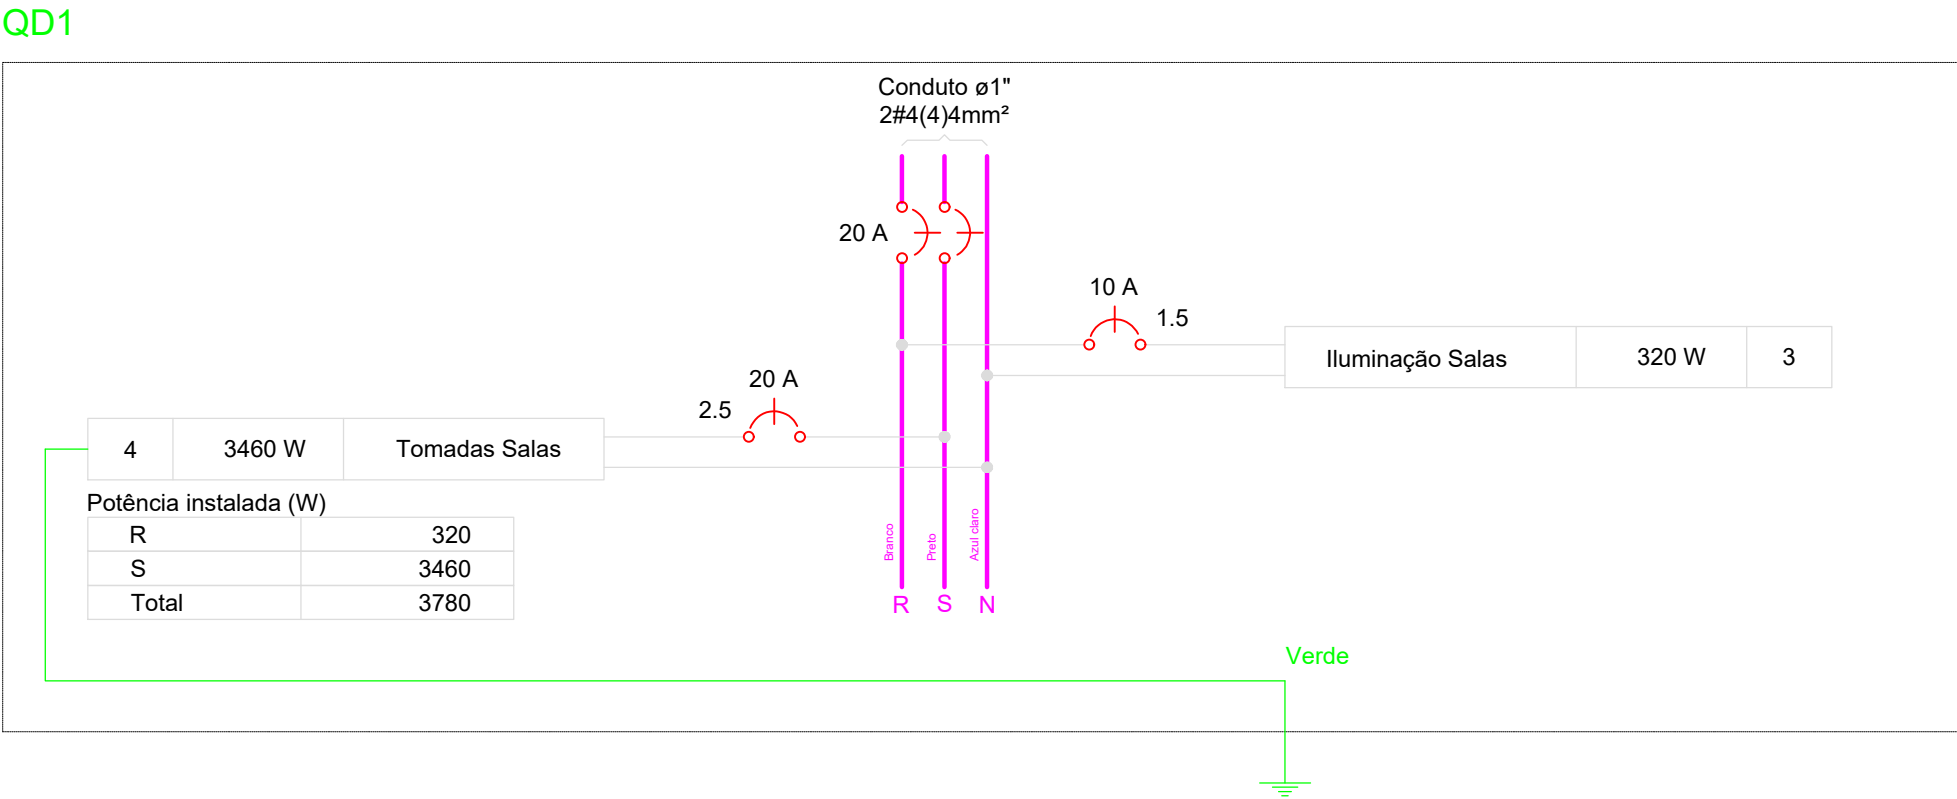 QD1
Conduto ø1"
2#4(4)4mm²
20 A
10 A
1.5
Iluminação Salas 320 W 3
20 A
2.5
4 3460 W Tomadas Salas
Potência instalada (W)
R 320
S 3460
Total 3780
Branco
Preto
Azul claro
R S N
Verde